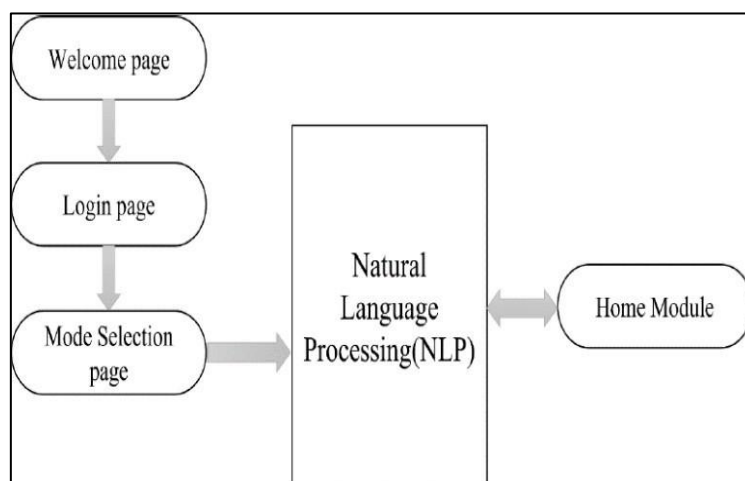 Welcome page
Login page
Mode Selection
page
Natural
Language
Processing(NLP)
Home Module